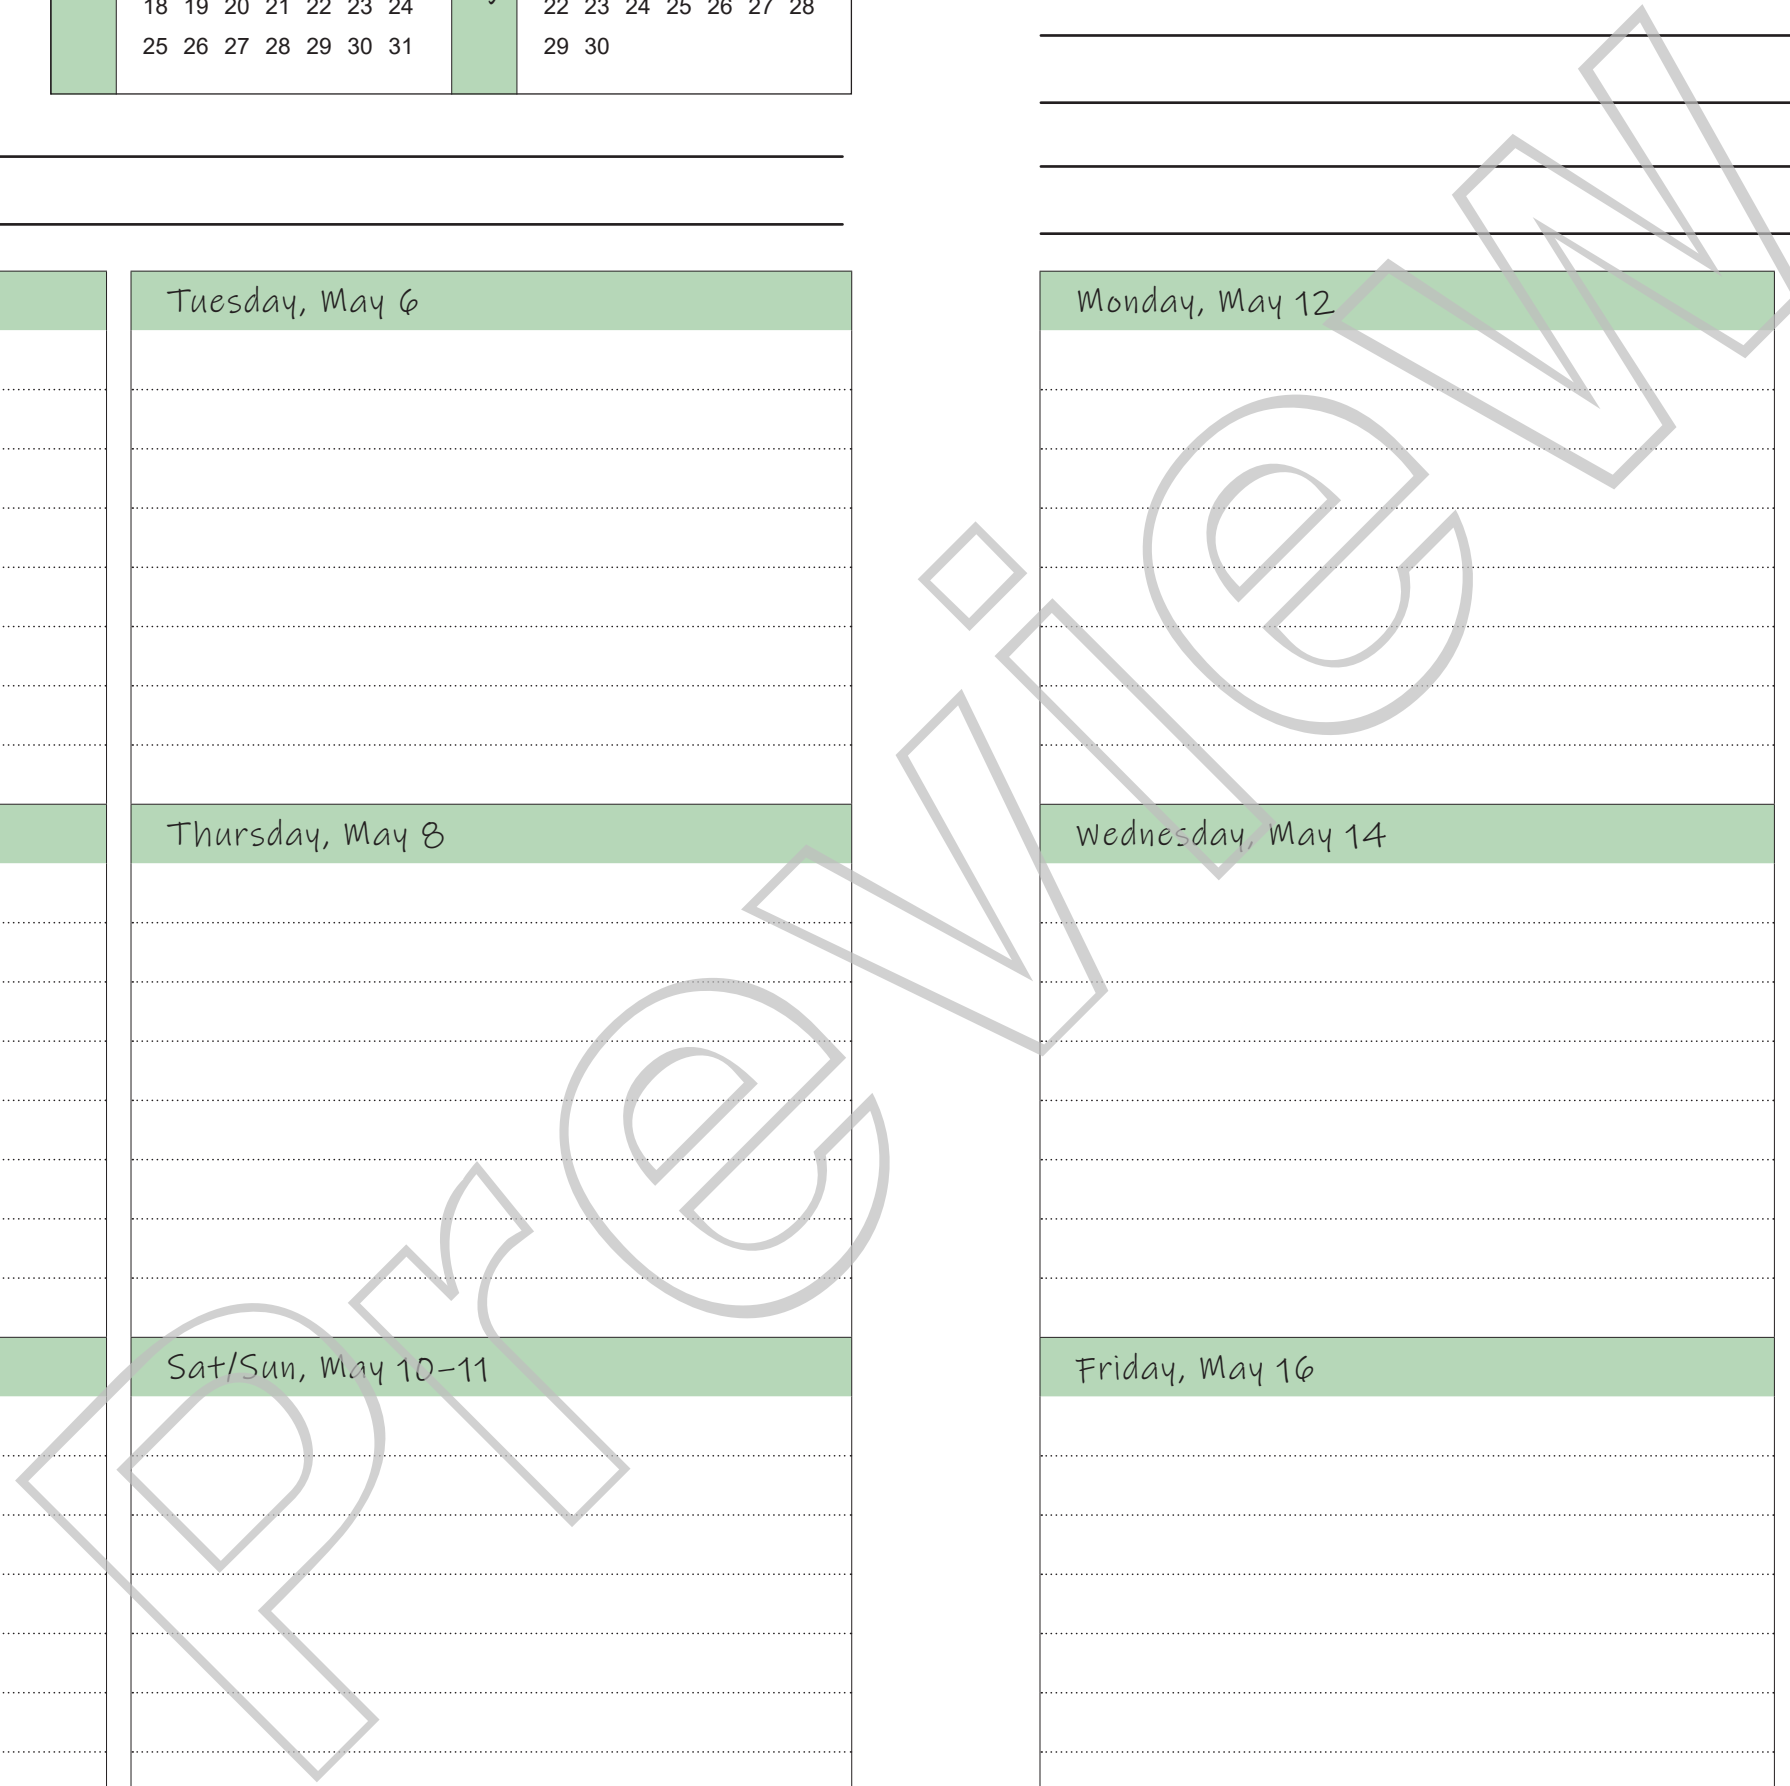 18 19 20 21 22 23 24
25 26 27 28 29 30 31
22 23 24 25 26 27 28
29 30
Tuesday, May 6
Thursday, May 8
Sat/Sun, May 10–11
Monday, May 12
Wednesday, May 14
Friday, May 16
Preview